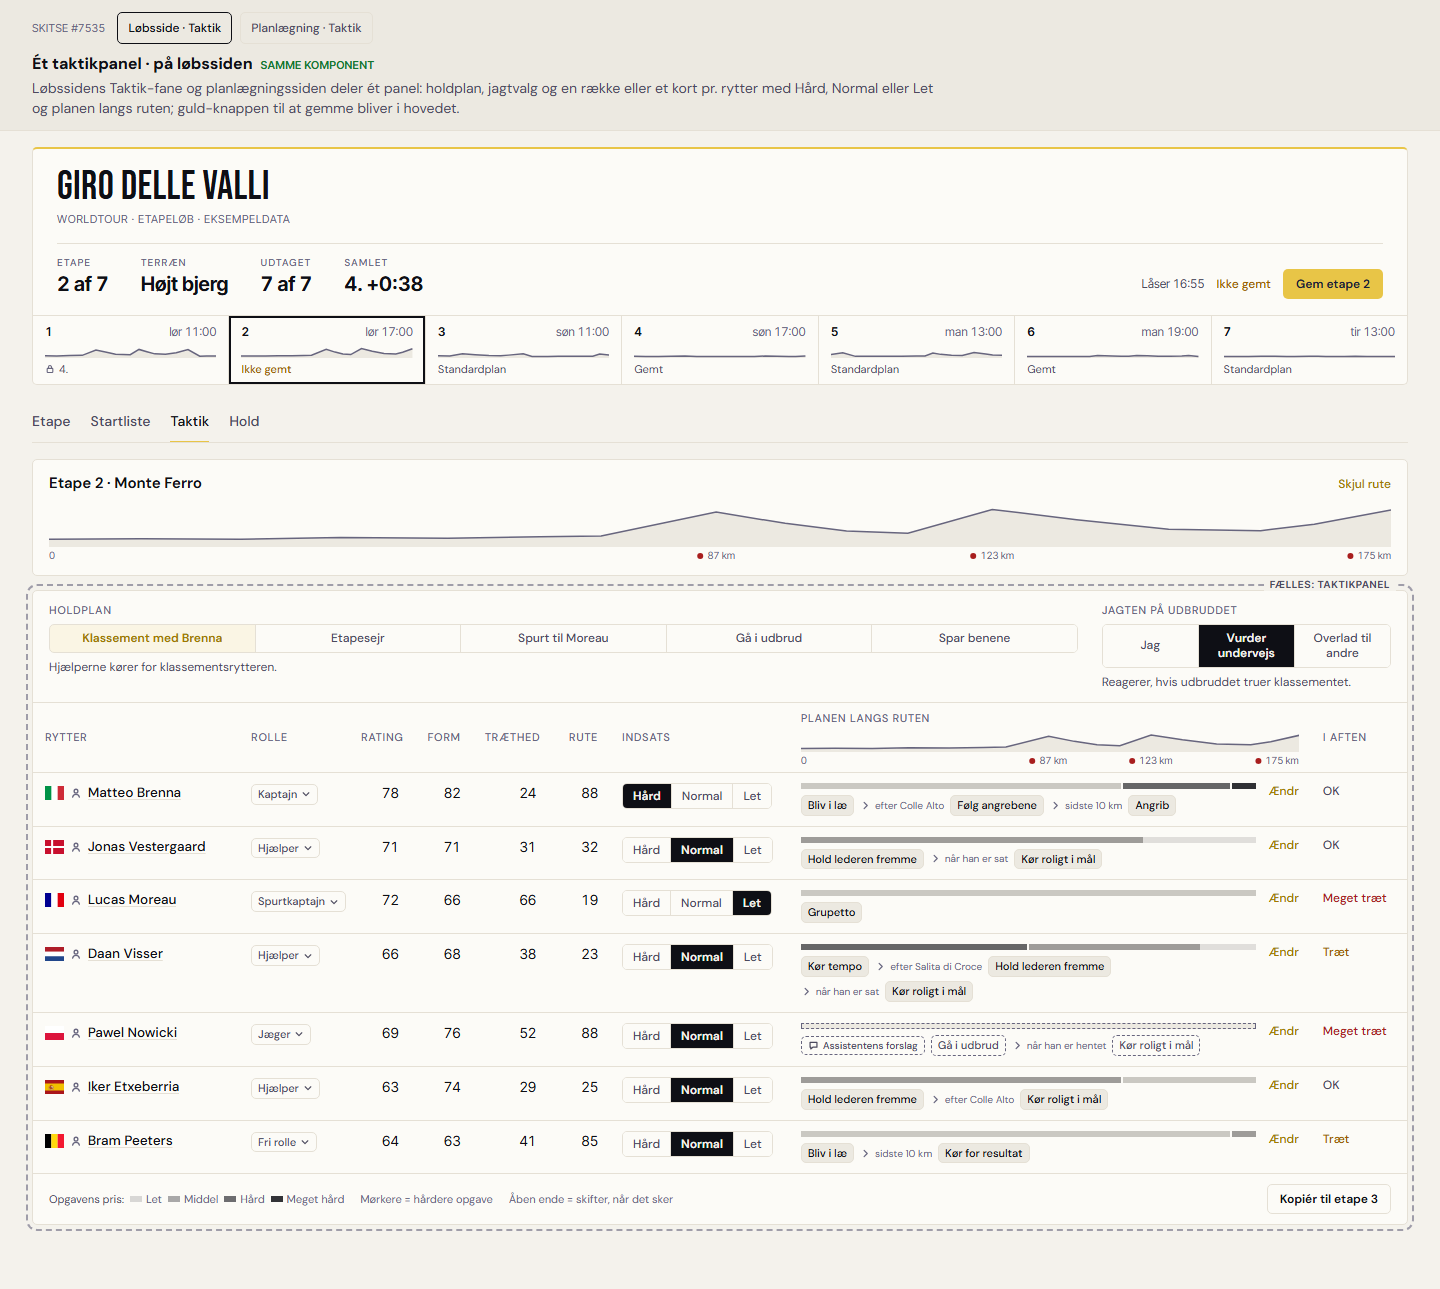 SKITSE #7535 Løbsside · Taktik Planlægning · Taktik
Ét taktikpanel · på løbssiden SAMME KOMPONENT
Løbssidens Taktik-fane og planlægningssiden deler ét panel: holdplan, jagtvalg og en række eller et kort pr. rytter med Hård, Normal eller Let
og planen langs ruten; guld-knappen til at gemme bliver i hovedet.
GIRO DELLE VALLI
WORLDTOUR · ETAPELØB · EKSEMPELDATA
ETAPE TERRÆN UDTAGET SAMLET
2 af 7 Højt bjerg 7 af 7 4. +0:38 Låser 16:55 Ikke gemt Gem etape 2
1 lør 11:00 2 lør 17:00 3 søn 11:00 4 søn 17:00 5 man 13:00 6 man 19:00 7 tir 13:00
4. Ikke gemt Standardplan Gemt Standardplan Gemt Standardplan
Etape Startliste Taktik Hold
Etape 2 · Monte Ferro Skjul rute
0 87 km 123 km 175 km
FÆLLES: TAKTIKPANEL
HOLDPLAN JAGTEN PÅ UDBRUDDET
Klassement med Brenna Etapesejr Spurt til Moreau Gå i udbrud Spar benene Jag Vurder undervejs Overlad til andre
Hjælperne kører for klassementsrytteren. Reagerer, hvis udbruddet truer klassementet.
RYTTER ROLLE RATING FORM TRÆTHED RUTE INDSATS PLANEN LANGS RUTEN I AFTEN
0 87 km 123 km 175 km
Matteo Brenna Kaptajn 78 82 24 88 Hård Normal Let Ændr OK
Bliv i læ efter Colle Alto Følg angrebene sidste 10 km Angrib
Jonas Vestergaard Hjælper 71 71 31 32 Hård Normal Let Ændr OK
Hold lederen fremme når han er sat Kør roligt i mål
Lucas Moreau Spurtkaptajn 72 66 66 19 Hård Normal Let Ændr Meget træt
Grupetto
Daan Visser Hjælper 66 68 38 23 Hård Normal Let Ændr Træt
Kør tempo efter Salita di Croce Hold lederen fremme
når han er sat Kør roligt i mål
Pawel Nowicki Jæger 69 76 52 88 Hård Normal Let Ændr Meget træt
Assistentens forslag Gå i udbrud når han er hentet Kør roligt i mål
Iker Etxeberria Hjælper 63 74 29 25 Hård Normal Let Ændr OK
Hold lederen fremme efter Colle Alto Kør roligt i mål
Bram Peeters Fri rolle 64 63 41 85 Hård Normal Let Ændr Træt
Bliv i læ sidste 10 km Kør for resultat
Opgavens pris: Let Middel Hård Meget hård Mørkere = hårdere opgave Åben ende = skifter, når det sker Kopiér til etape 3